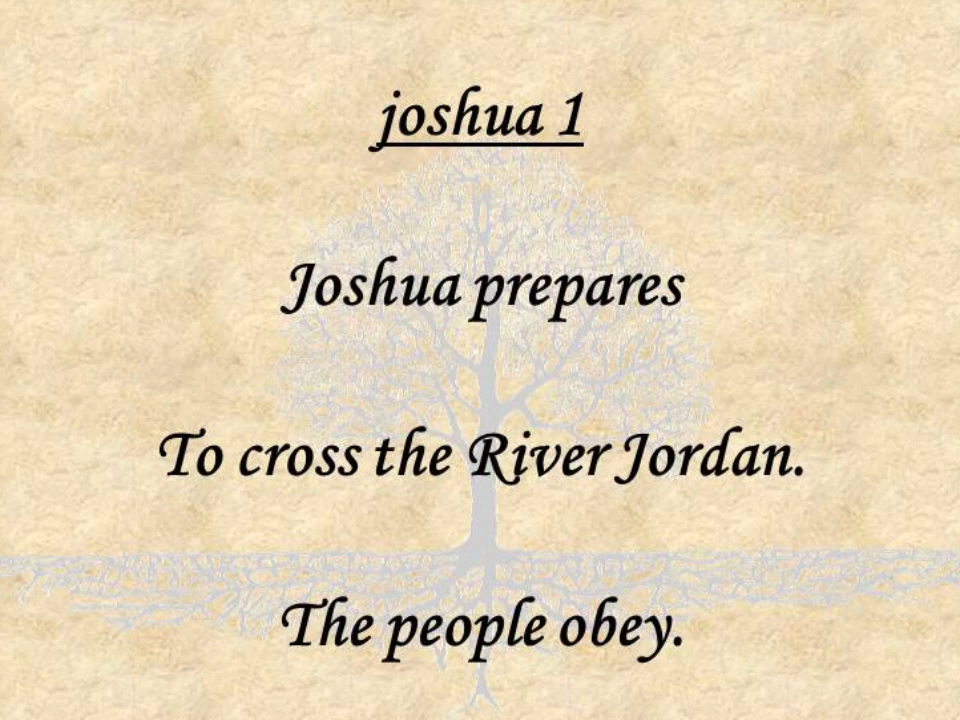 joshua 1
Joshua prepares
To cross the River Jordan.
The people obey.